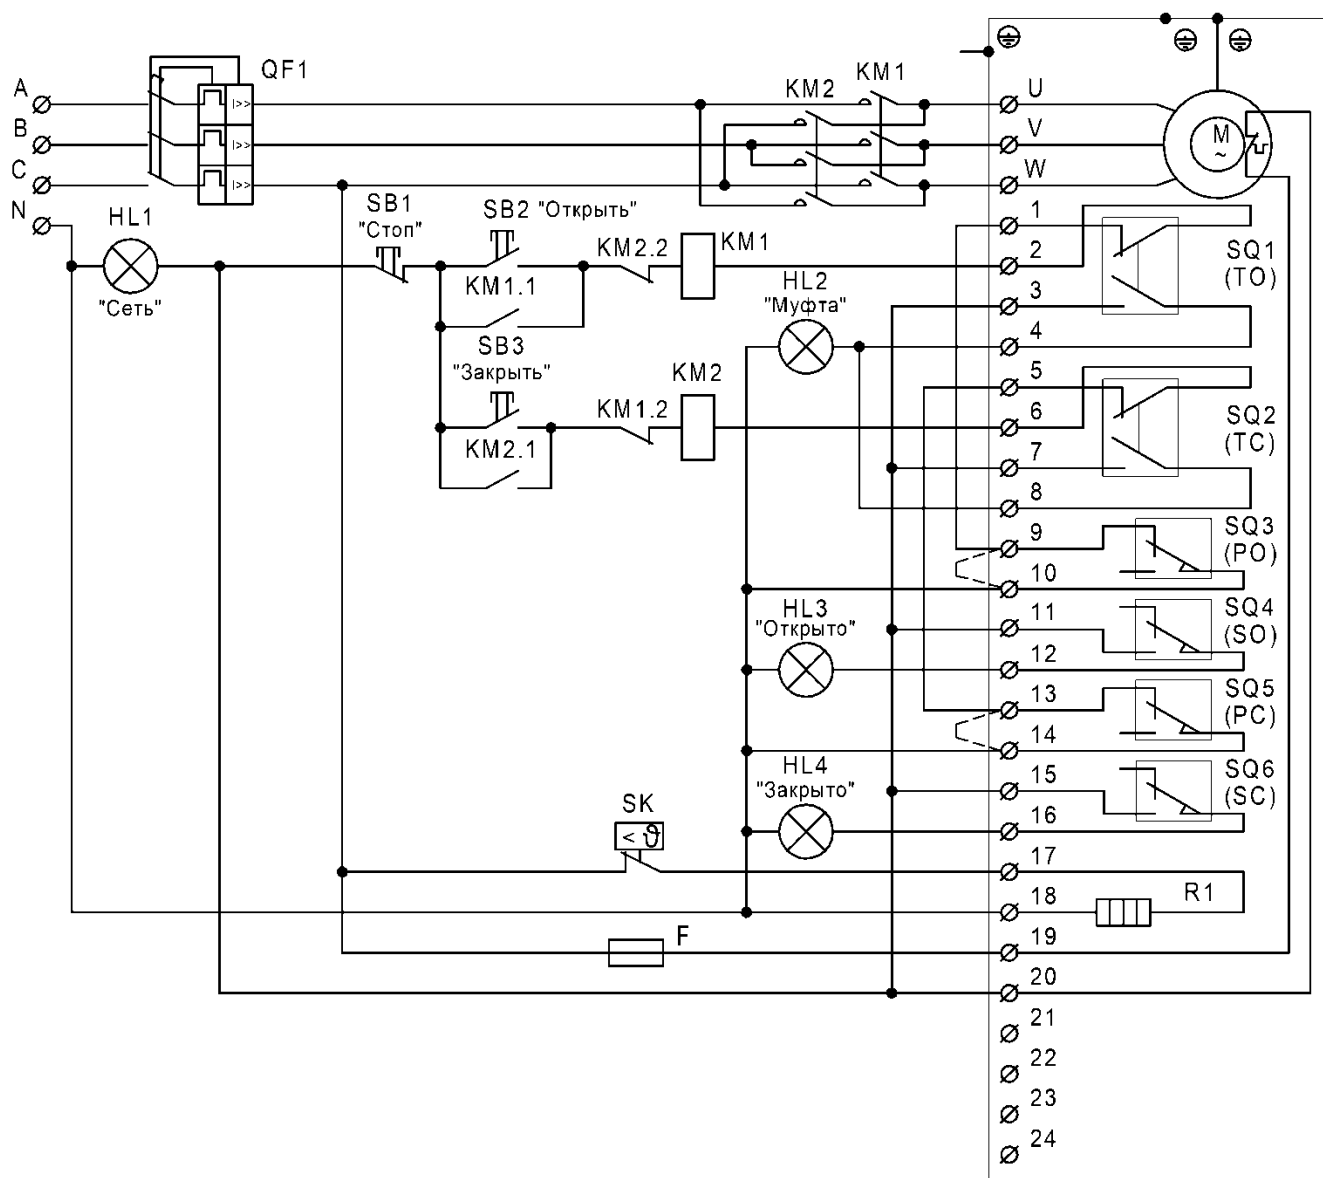 A
B
C
N
QF1
I>>
I>>
I>>
KM2
KM1
U
V
W
M
~
HL1
"Сеть"
SB1
"Стоп"
SB2 "Открыть"
KM1.1
KM2.2
KM1
SB3
"Закрыть"
KM2.1
KM1.2
KM2
HL2
"Муфта"
HL3
"Открыто"
HL4
"Закрыто"
SK
< ϑ
F
1
2
3
4
5
6
7
8
9
10
11
12
13
14
15
16
17
18
19
20
21
22
23
24
SQ1
(TO)
SQ2
(TC)
SQ3
(PO)
SQ4
(SO)
SQ5
(PC)
SQ6
(SC)
R1